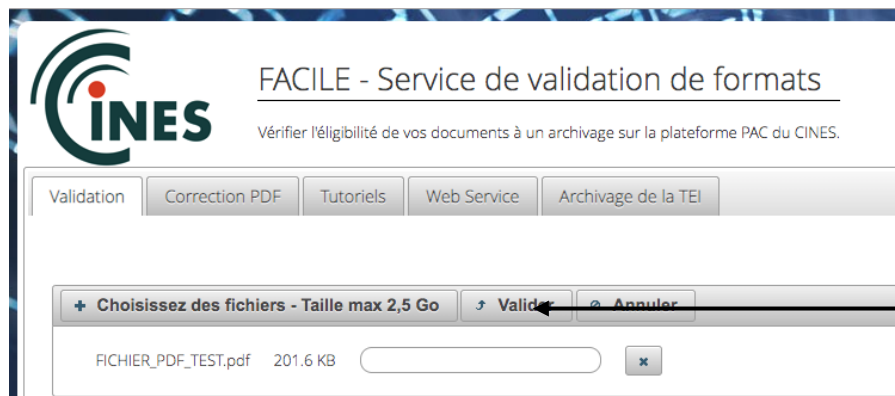 CINES
FACILE - Service de validation de formats
Vérifier l'éligibilité de vos documents à un archivage sur la plateforme PAC du CINES.
Validation Correction PDF Tutoriels Web Service Archivage de la TEI
+ Choisissez des fichiers - Taille max 2,5 Go Valider Annuler
FICHIER_PDF_TEST.pdf 201.6 KB